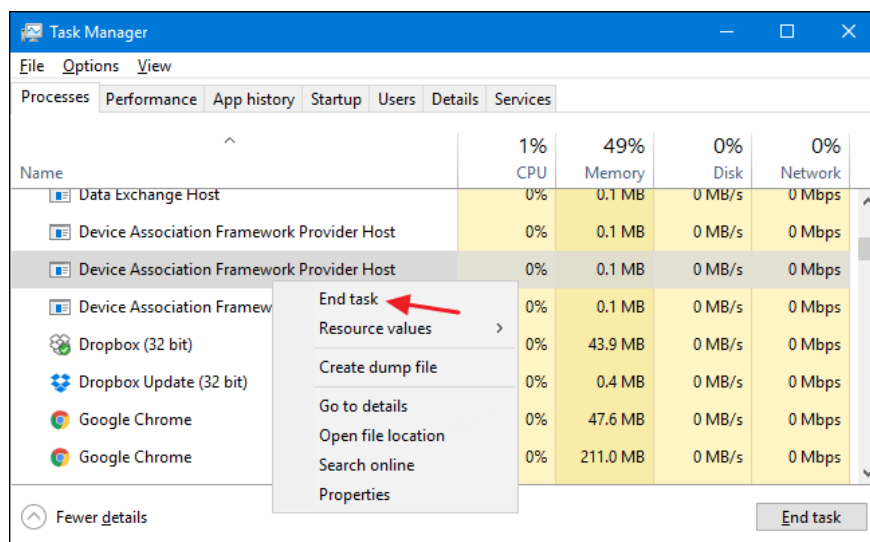 Task Manager
File Options View
Processes Performance App history Startup Users Details Services
1% 49% 0% 0%
Name CPU Memory Disk Network
Data Exchange Host 0% 0.1 MB 0 MB/s 0 Mbps
Device Association Framework Provider Host 0% 0.1 MB 0 MB/s 0 Mbps
Device Association Framework Provider Host 0% 0.1 MB 0 MB/s 0 Mbps
Device Association Framew 0% 0.1 MB 0 MB/s 0 Mbps
Dropbox (32 bit) 0% 43.9 MB 0 MB/s 0 Mbps
Dropbox Update (32 bit) 0% 0.4 MB 0 MB/s 0 Mbps
Google Chrome 0% 47.6 MB 0 MB/s 0 Mbps
Google Chrome 0% 211.0 MB 0 MB/s 0 Mbps
End task
Resource values
Create dump file
Go to details
Open file location
Search online
Properties
Fewer details End task